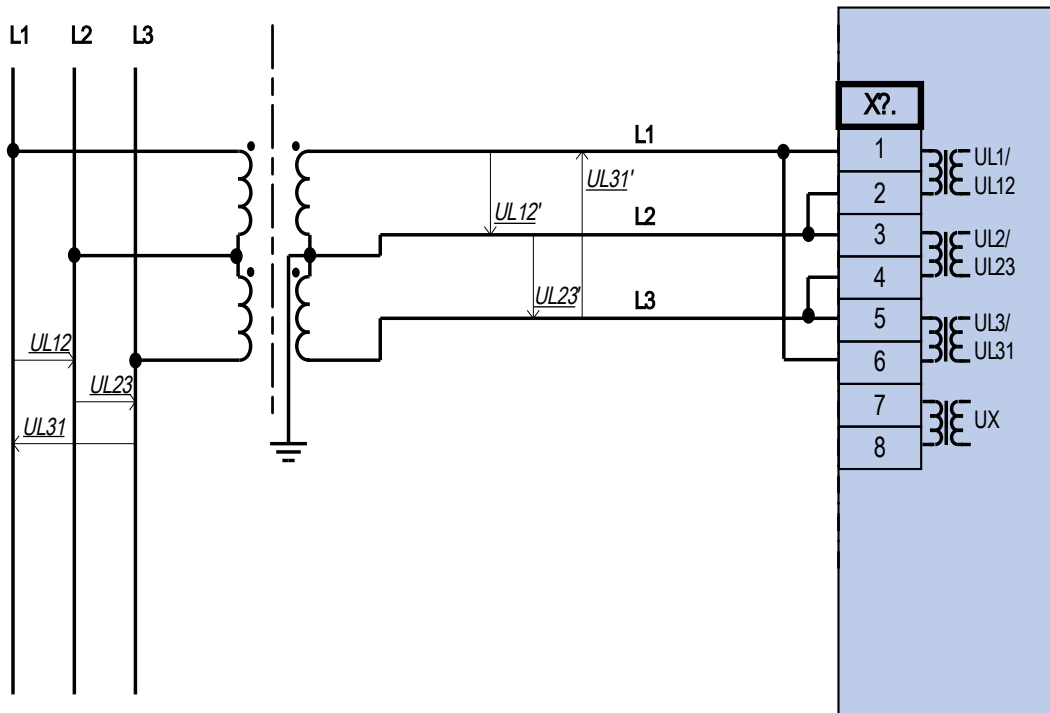 L1 L2 L3
X?.
L1
1
UL1/
UL12
UL31'
2
UL12'
L2
3
UL2/
UL23
4
UL23'
L3
5
UL3/
UL31
UL12
6
UL23
7
UX
UL31
8